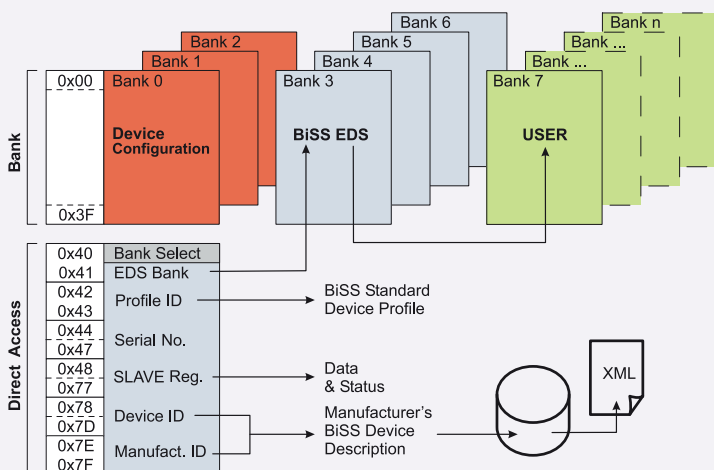 Bank 2
Bank 1
Bank 0
Device
Configuration
Bank 6
Bank 5
Bank 4
Bank 3
BiSS EDS
Bank n
Bank ...
Bank ...
Bank 7
USER
Bank
0x00
0x3F
Direct Access
0x40 Bank Select
0x41 EDS Bank
0x42
0x43
Profile ID
BiSS Standard
Device Profile
0x44
0x47
Serial No.
0x48
0x77
SLAVE Reg.
Data
& Status
0x78
0x7D
Device ID
0x7E
0x7F
Manufact. ID
Manufacturer's
BiSS Device
Description
XML